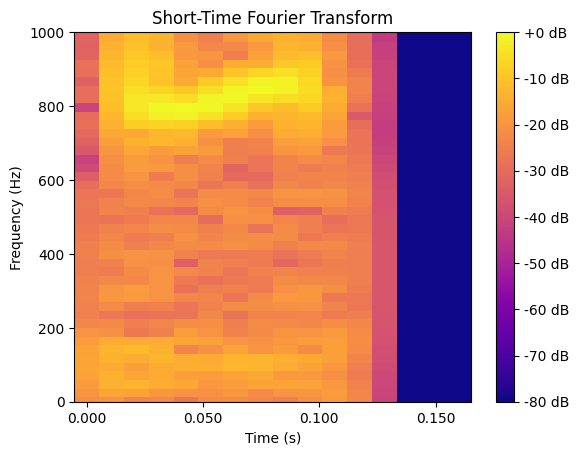 Short-Time Fourier Transform
1000
800
600
400
200
0
Frequency (Hz)
0.000
0.050
0.100
0.150
Time (s)
+0 dB
-10 dB
-20 dB
-30 dB
-40 dB
-50 dB
-60 dB
-70 dB
-80 dB